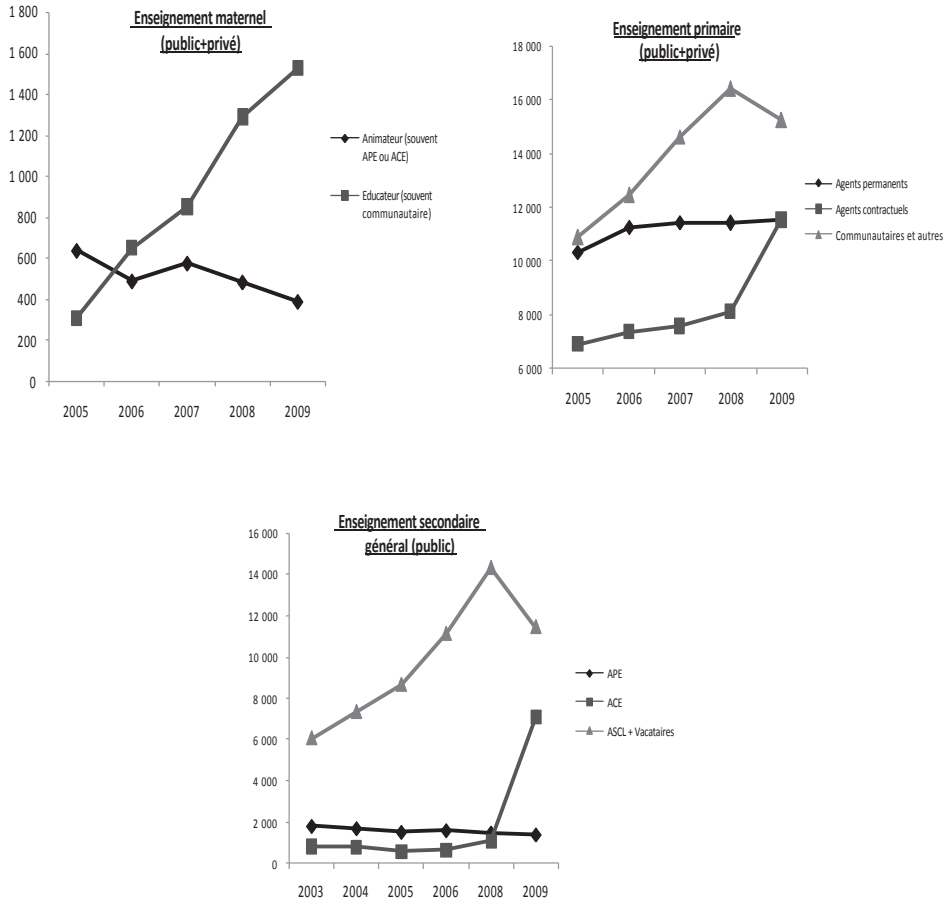 Enseignement maternel
(public+privé)
1 800
1 600
1 400
1 200
1 000
800
600
400
200
0
2005 2006 2007 2008 2009
Animateur (souvent
APE ou ACE)
Educateur (souvent
communautaire)
Enseignement primaire
(public+privé)
18 000
16 000
14 000
12 000
10 000
8 000
6 000
2005 2006 2007 2008 2009
Agents permanents
Agents contractuels
Communautaires et autres
Enseignement secondaire
général (public)
16 000
14 000
12 000
10 000
8 000
6 000
4 000
2 000
0
2003 2004 2005 2006 2008 2009
APE
ACE
ASCL + Vacataires